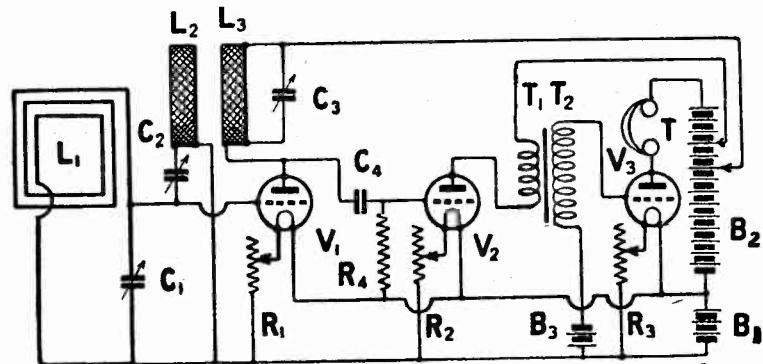 L₂ L₃
C₃
T₁ T₂
T
L₁
C₂
C₄
V₃
V₁
V₂
R₄
B₂
C₁
R₁
R₂
B₃
R₃
B₁